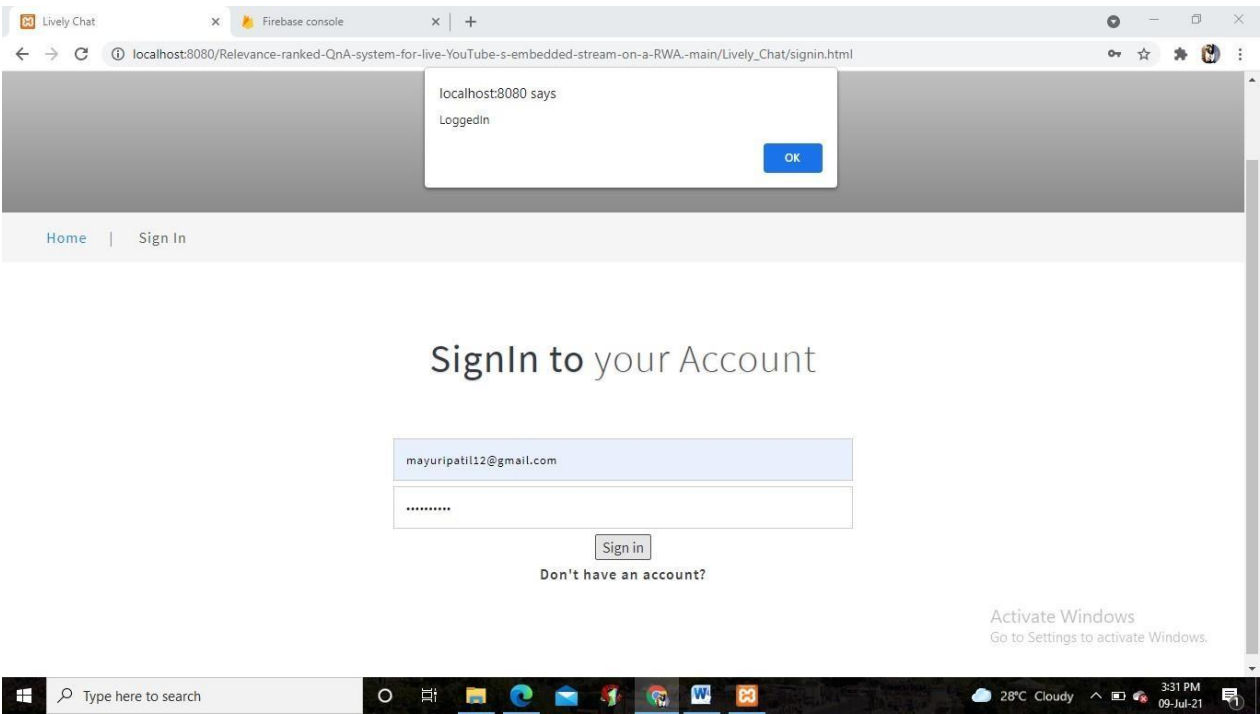 Lively Chat
Firebase console
localhost:8080/Relevance-ranked-QnA-system-for-live-YouTube-s-embedded-stream-on-a-RWA.-main/Lively_Chat/signin.html
localhost:8080 says
LoggedIn
OK
Home | Sign In
SignIn to your Account
mayuripatil12@gmail.com
••••••••••
Sign in
Don't have an account?
Activate Windows
Go to Settings to activate Windows.
Type here to search
28°C Cloudy
3:31 PM
09-Jul-21